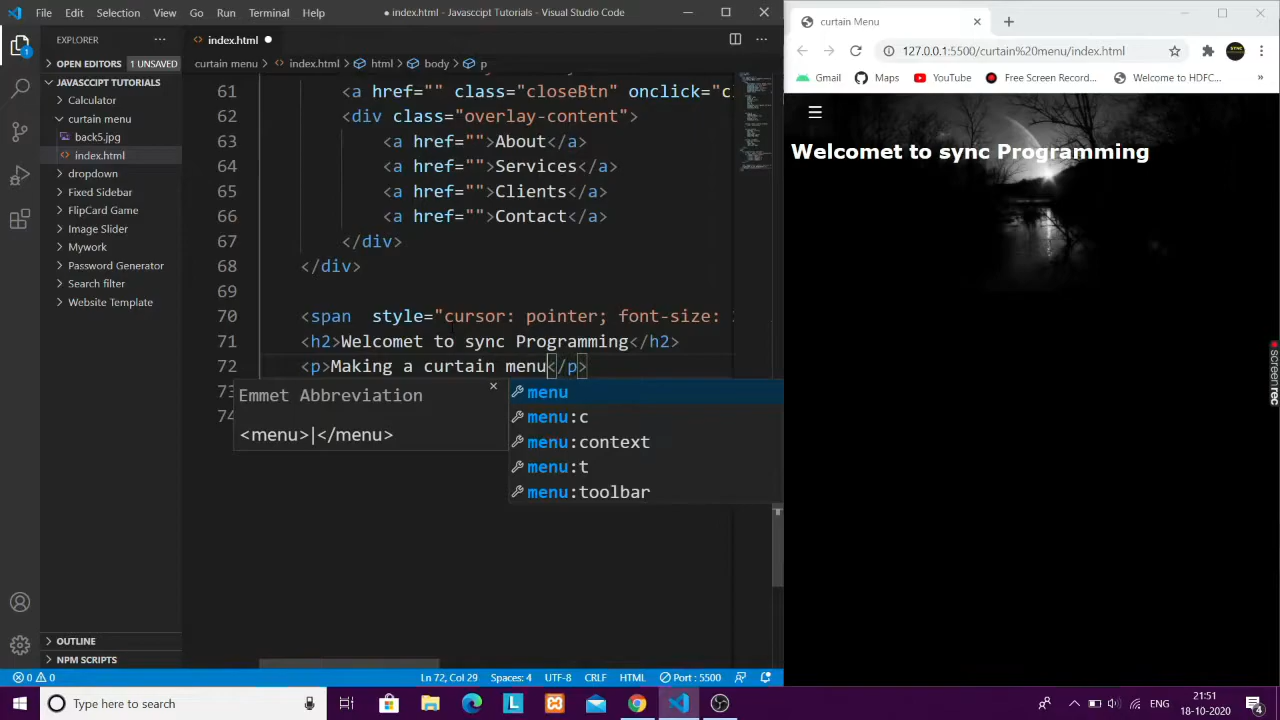 File Edit Selection View Go Run Terminal Help
● index.html - Javasccipt Tutorials - Visual Studio Code
EXPLORER
index.html ●
OPEN EDITORS 1 UNSAVED
curtain menu > index.html > html > body > p
JAVASCCIPT TUTORIALS
Calculator
curtain menu
back5.jpg
index.html
dropdown
Fixed Sidebar
FlipCard Game
Image Slider
Mywork
Password Generator
Search filter
Website Template
OUTLINE
NPM SCRIPTS
61 <a href="" class="closeBtn" onclick="c
62 <div class="overlay-content">
63 <a href="">About</a>
64 <a href="">Services</a>
65 <a href="">Clients</a>
66 <a href="">Contact</a>
67 </div>
68 </div>
69
70 <span  style="cursor: pointer; font-size:
71 <h2>Welcomet to sync Programming</h2>
72 <p>Making a curtain menu</p>
73
74
Emmet Abbreviation
<menu>|</menu>
menu
menu:c
menu:context
menu:t
menu:toolbar
0 0
Ln 72, Col 29 Spaces: 4 UTF-8 CRLF HTML Port : 5500
curtain Menu
127.0.0.1:5500/curtain%20menu/index.html
Gmail Maps YouTube Free Screen Record... Welcome to HDFC... »
☰
Welcomet to sync Programming
screenrec
Type here to search
ENG
21:51
18-10-2020
4